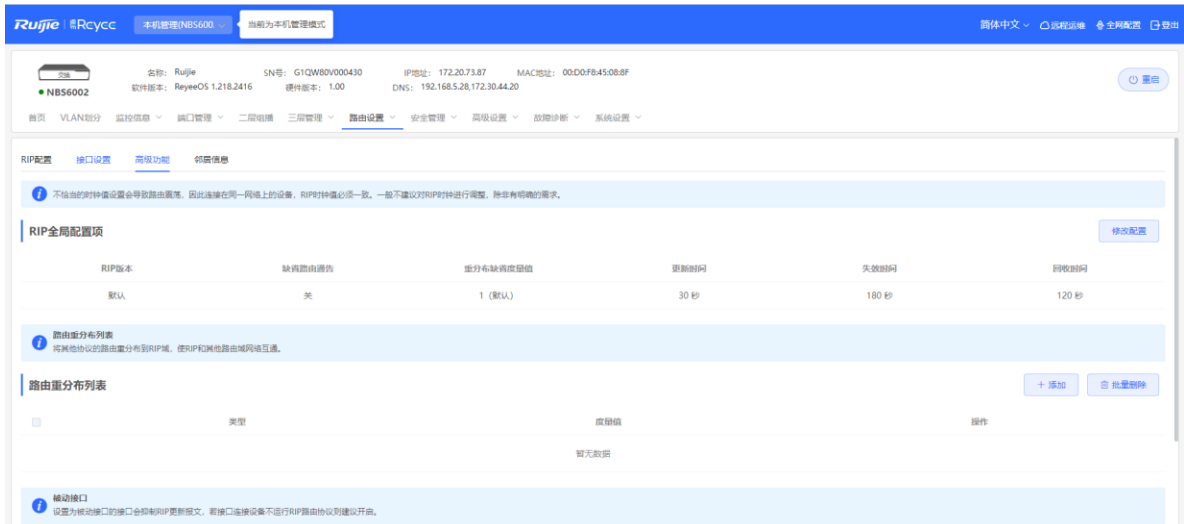 Ruijie | Rcycc 本机管理(NBS600. 当前为本机管理模式 简体中文 远程运维 全网配置 登出
交换
NBS6002
名称： Ruijie SN号： G1QW80V000430 IP地址： 172.20.73.87 MAC地址： 00:D0:F8:45:08:8F
软件版本： ReyeeOS 1.218.2416 硬件版本： 1.00 DNS： 192.168.5.28,172.30.44.20
重启
首页 VLAN划分 监控信息 端口管理 二层组播 三层管理 路由设置 安全管理 高级设置 故障诊断 系统设置
RIP配置 接口设置 高级功能 邻居信息
不恰当的时钟值设置会导致路由震荡，因此连接在同一网络上的设备，RIP时钟值必须一致。一般不建议对RIP时钟进行调整，除非有明确的需求。
RIP全局配置项 修改配置
RIP版本 缺省路由通告 重分布缺省度量值 更新时间 失效时间 回收时间
默认 关 1（默认） 30 秒 180 秒 120 秒
路由重分布列表
将其他协议的路由重分布到RIP域，使RIP和其他路由域网络互通。
路由重分布列表 + 添加 批量删除
类型 度量值 操作
暂无数据
被动接口
设置为被动接口的接口会抑制RIP更新报文，若接口连接设备不运行RIP路由协议则建议开启。